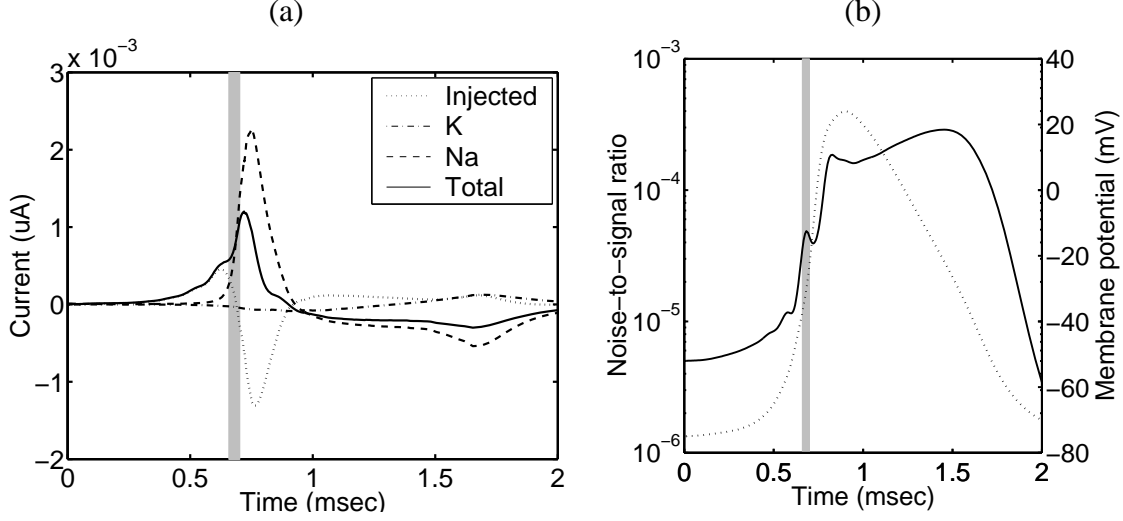 (a)
x 10−3
3
2
1
0
−1
−2
Current (uA)
0
0.5
1
1.5
2
Time (msec)
Injected
K
Na
Total
(b)
10−3
10−4
10−5
10−6
Noise−to−signal ratio
40
20
0
−20
−40
−60
−80
Membrane potential (mV)
0
0.5
1
1.5
2
Time (msec)